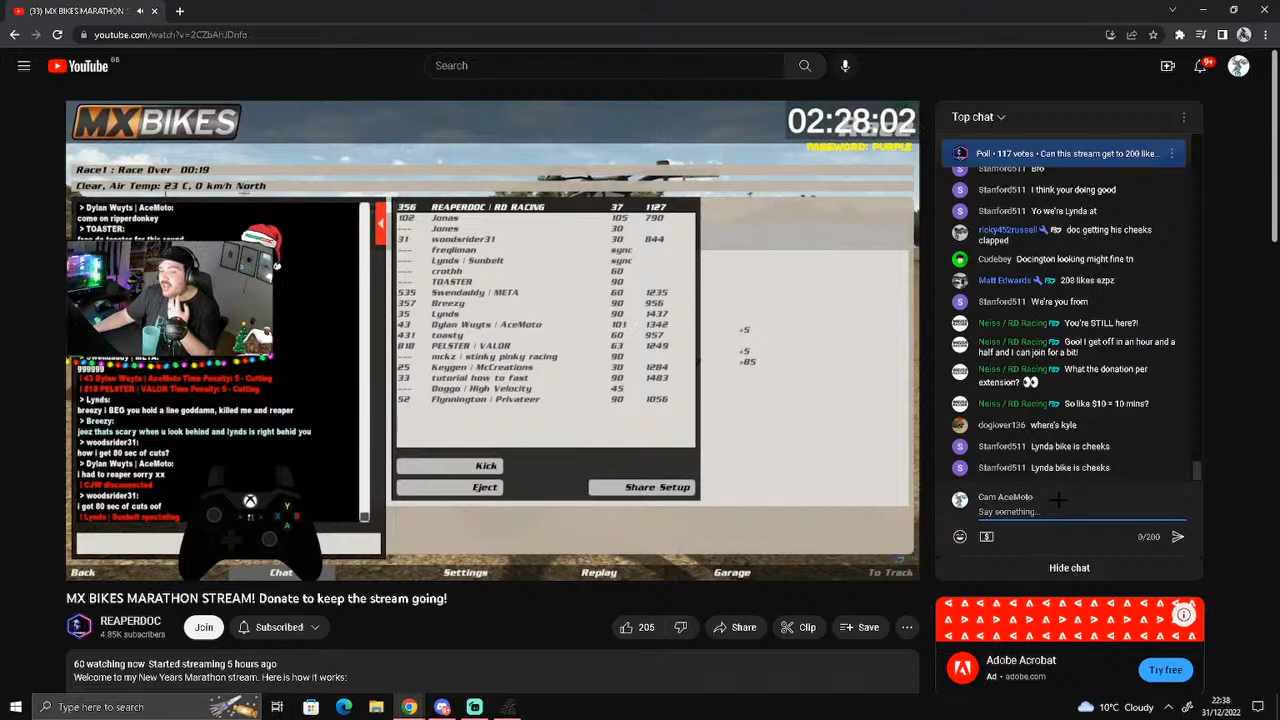 (33) MX BIKES MARATHON S
youtube.com/watch?v=2CZbAhJDnfo
YouTube GB
Search
9+
MX BIKES
02:28:02
PASSWORD: PURPLE
Race1 : Race Over 00:19
Clear, Air Temp: 23 C, 0 km/h North
> Dylan Wuyts | AceMoto:
come on ripperdonkey
> TOASTER:
999999
! 43 Dylan Wuyts | AceMoto Time Penalty: 5 - Cutting
! 818 PELSTER | VALOR Time Penalty: 5 - Cutting
> Lynds:
breezy i BEG you hold a line goddamn, killed me and reaper
> Breezy:
jeez thats scary when u look behind and lynds is right behid you
> woodsrider31:
how i get 80 sec of cuts?
> Dylan Wuyts | AceMoto:
i had to reaper sorry xx
! CJW disconnected
> woodsrider31:
i got 80 sec of cuts oof
! Lynds | Sunbelt spectating
356 REAPERDOC | RD RACING 37 1127
102 Jonas 105 790
--- Jones 30
31 woodsrider31 30 844
--- freqliman sync
--- Lynds | Sunbelt sync
--- crothh 60
--- TOASTER 90
535 Swendaddy | META 60 1235
357 Breezy 90 956
35 Lynds 90 1437
43 Dylan Wuyts | AceMoto 101 1342
431 toasty 60 957
818 PELSTER | VALOR 63 1249
--- mckz | stinky pinky racing 90
25 Keygen | McCreations 30 1284
33 tutorial how to fast 90 1483
--- Doggo | High Velocity 45
52 Flynnington | Privateer 90 1056
+5
+5
+85
Kick
Eject
Share Setup
Back
Chat
Settings
Replay
Garage
To Track
X
Y
B
A
Top chat
Poll • 117 votes • Can this stream get to 200 like...
Stanford511 Bro
Stanford511 I think your doing good
Stanford511 Yo we're Lynda at
ricky452russell doc getting his cheeks
clapped
Cudebey Docington looking might fine tn
Matt Edwards 208 likes ezpz
Stanford511 We're you from
Neiss / RD Racing You're STILL here?
Neiss / RD Racing Goo! I get off in an hour and a
half and I can join for a bit!
Neiss / RD Racing What the donation per
extension? 👀
Neiss / RD Racing So like $10 = 10 mins?
doglover136 where's kyle
Stanford511 Lynda bike is cheeks
Stanford511 Lynda bike is cheeks
Cam AceMoto
Say something...
0/200
Hide chat
MX BIKES MARATHON STREAM! Donate to keep the stream going!
REAPERDOC
4.85K subscribers
Join
Subscribed
205
Share
Clip
Save
60 watching now Started streaming 5 hours ago
Welcome to my New Years Marathon stream. Here is how it works:
Adobe Acrobat
Ad • adobe.com
Try free
Type here to search
10°C Cloudy
22:38
31/12/2022